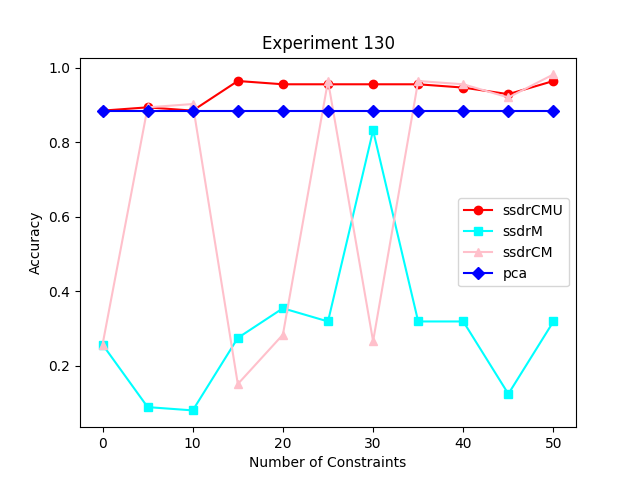 Experiment 130
1.0
0.8
0.6
0.4
0.2
Accuracy
ssdrCMU
ssdrM
ssdrCM
pca
0 10 20 30 40 50
Number of Constraints